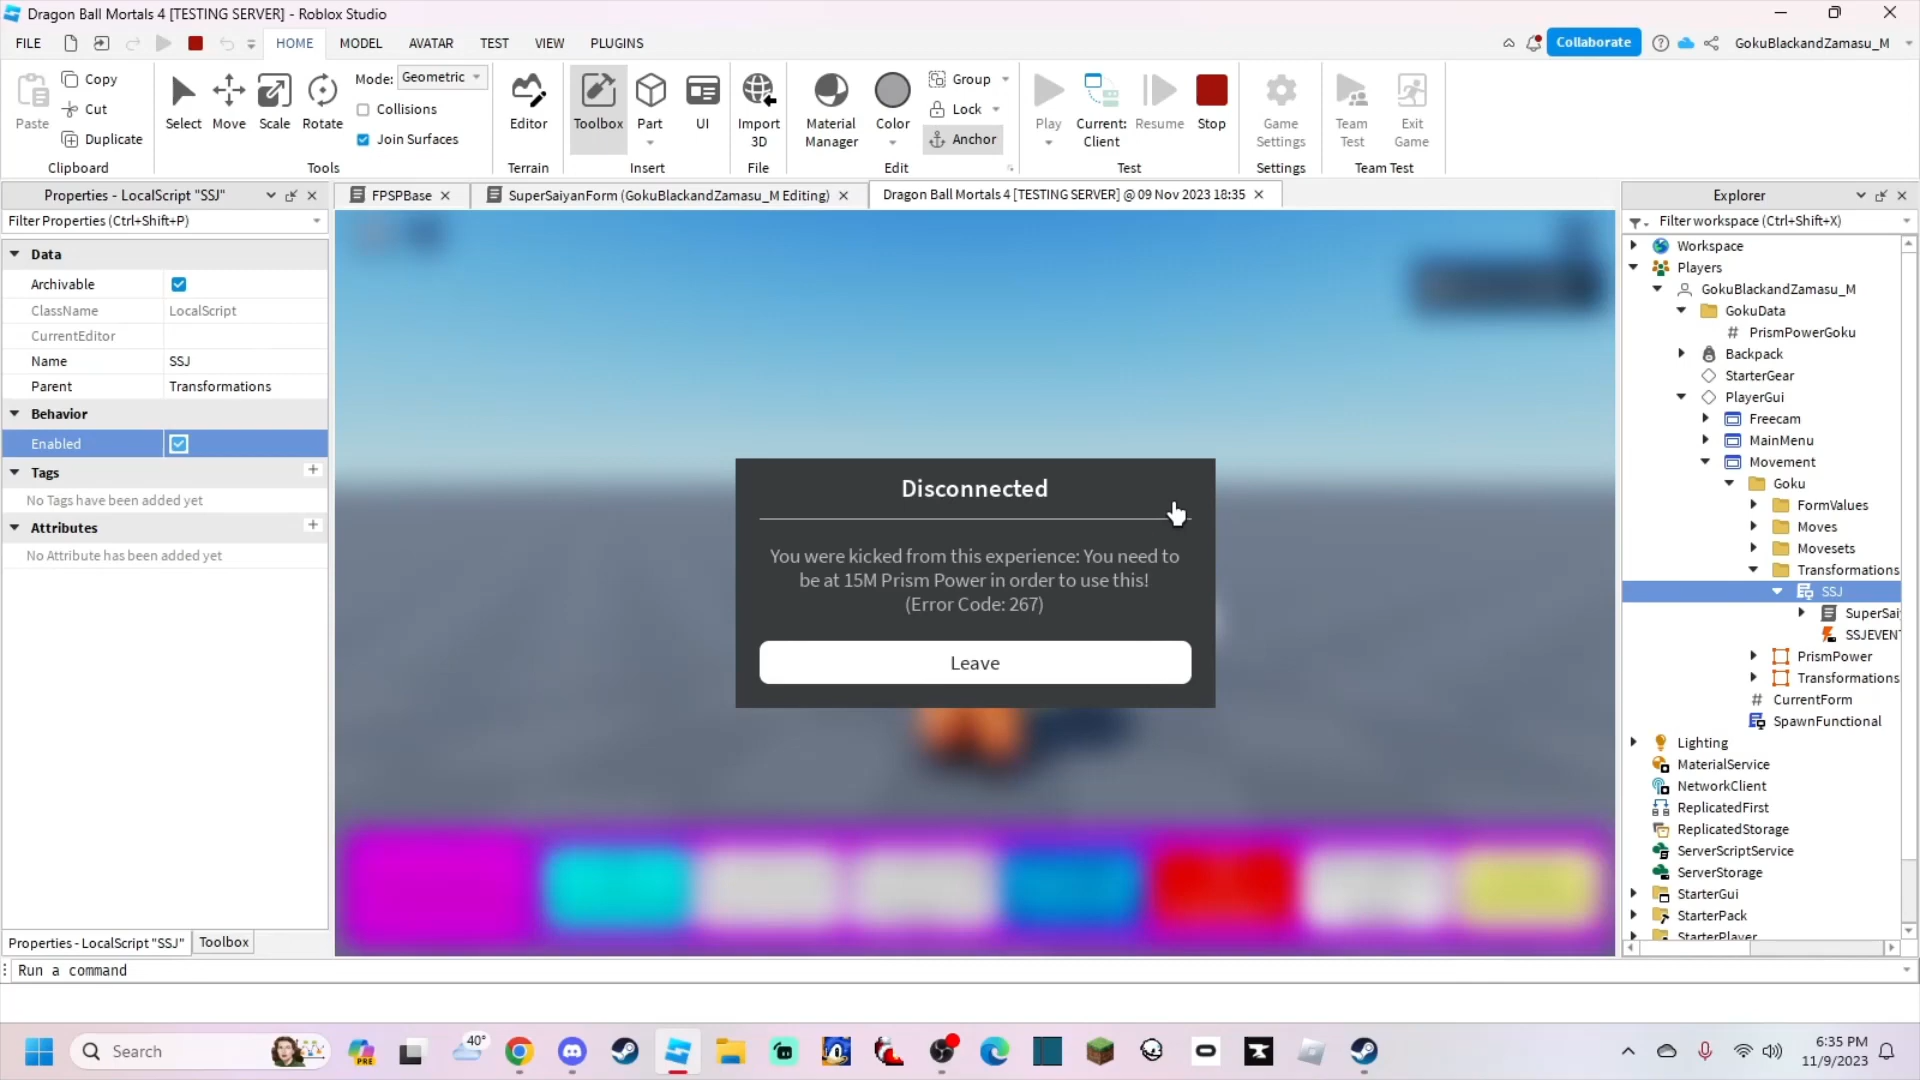 Dragon Ball Mortals 4 [TESTING SERVER] - Roblox Studio
FILE
HOME
MODEL
AVATAR
TEST
VIEW
PLUGINS
Collaborate
GokuBlackandZamasu_M
Paste
Copy
Cut
Duplicate
Clipboard
Select
Move
Scale
Rotate
Mode: Geometric
Collisions
Join Surfaces
Tools
Editor
Terrain
Toolbox
Part
UI
Insert
Import
3D
File
Material
Manager
Color
Group
Lock
Anchor
Edit
Play
Current:
Client
Resume
Stop
Test
Game
Settings
Settings
Team
Test
Exit
Game
Team Test
Properties - LocalScript "SSJ"
FPSPBase
SuperSaiyanForm (GokuBlackandZamasu_M Editing)
Dragon Ball Mortals 4 [TESTING SERVER] @ 09 Nov 2023 18:35
Explorer
Filter Properties (Ctrl+Shift+P)
Data
Archivable
ClassName LocalScript
CurrentEditor
Name SSJ
Parent Transformations
Behavior
Enabled
Tags
No Tags have been added yet
Attributes
No Attribute has been added yet
Properties - LocalScript "SSJ"
Toolbox
Disconnected
You were kicked from this experience: You need to
be at 15M Prism Power in order to use this!
(Error Code: 267)
Leave
Filter workspace (Ctrl+Shift+X)
Workspace
Players
GokuBlackandZamasu_M
GokuData
PrismPowerGoku
Backpack
StarterGear
PlayerGui
Freecam
MainMenu
Movement
Goku
FormValues
Moves
Movesets
Transformations
SSJ
SuperSai
SSJEVENT
PrismPower
Transformations
CurrentForm
SpawnFunctional
Lighting
MaterialService
NetworkClient
ReplicatedFirst
ReplicatedStorage
ServerScriptService
ServerStorage
StarterGui
StarterPack
StarterPlayer
Run a command
Search
PRE
40°
6:35 PM
11/9/2023